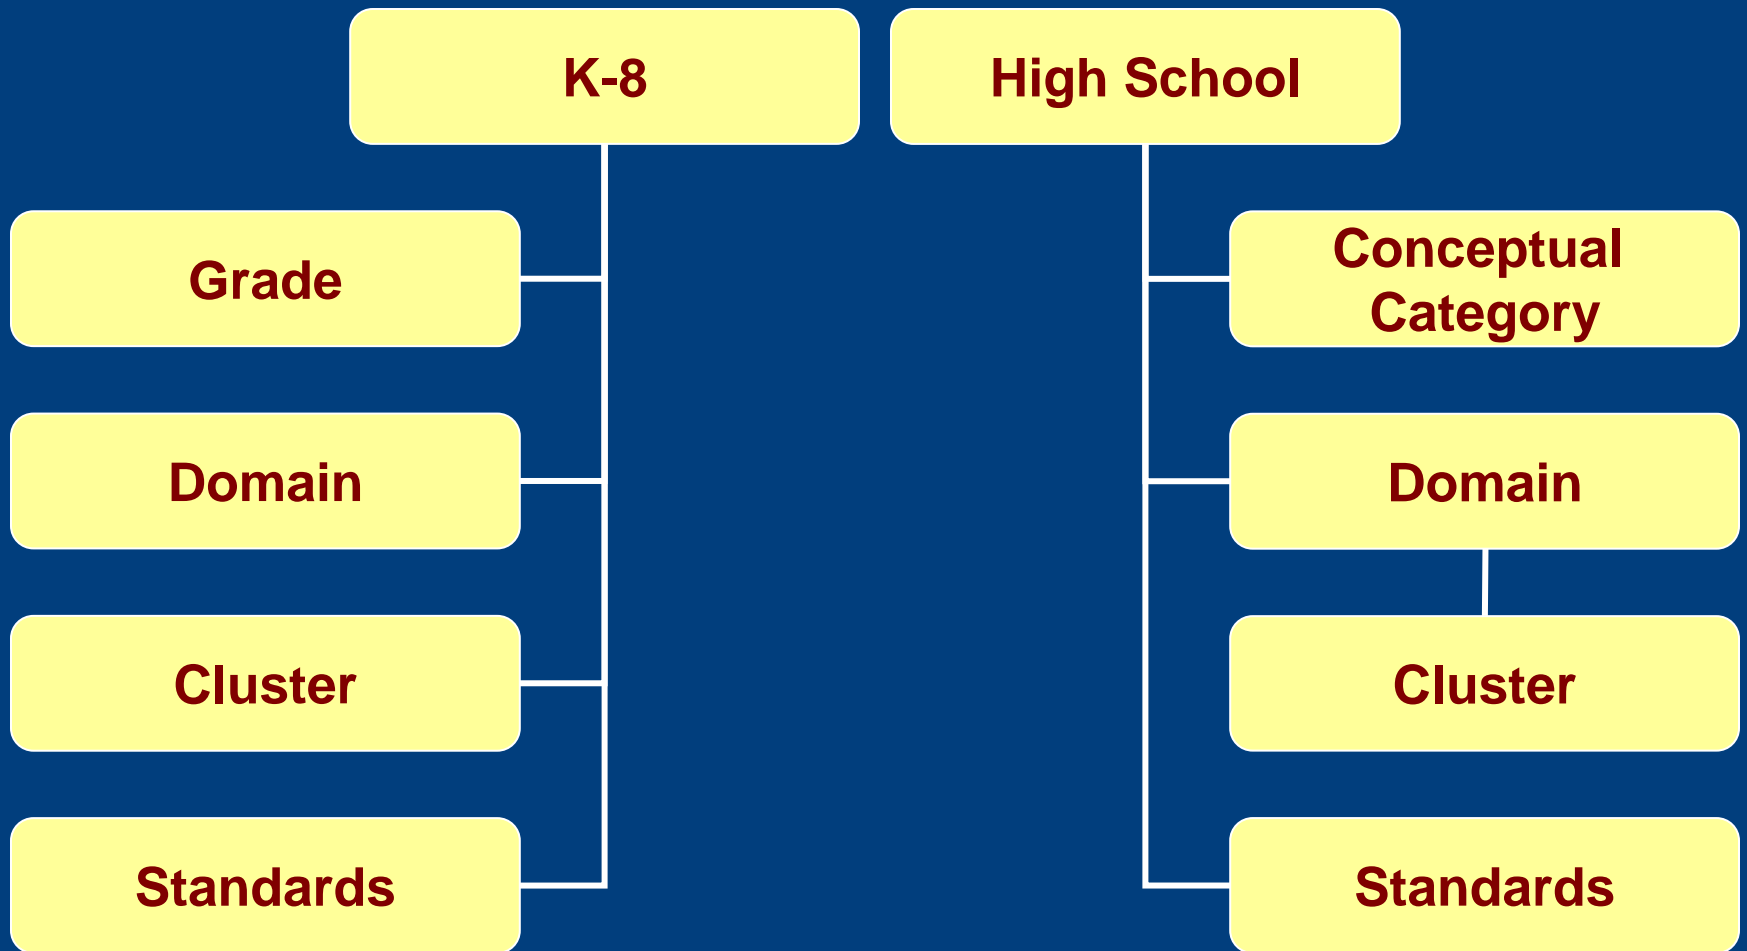 K-8
High School
Grade
Conceptual
Category
Domain
Domain
Cluster
Cluster
Standards
Standards